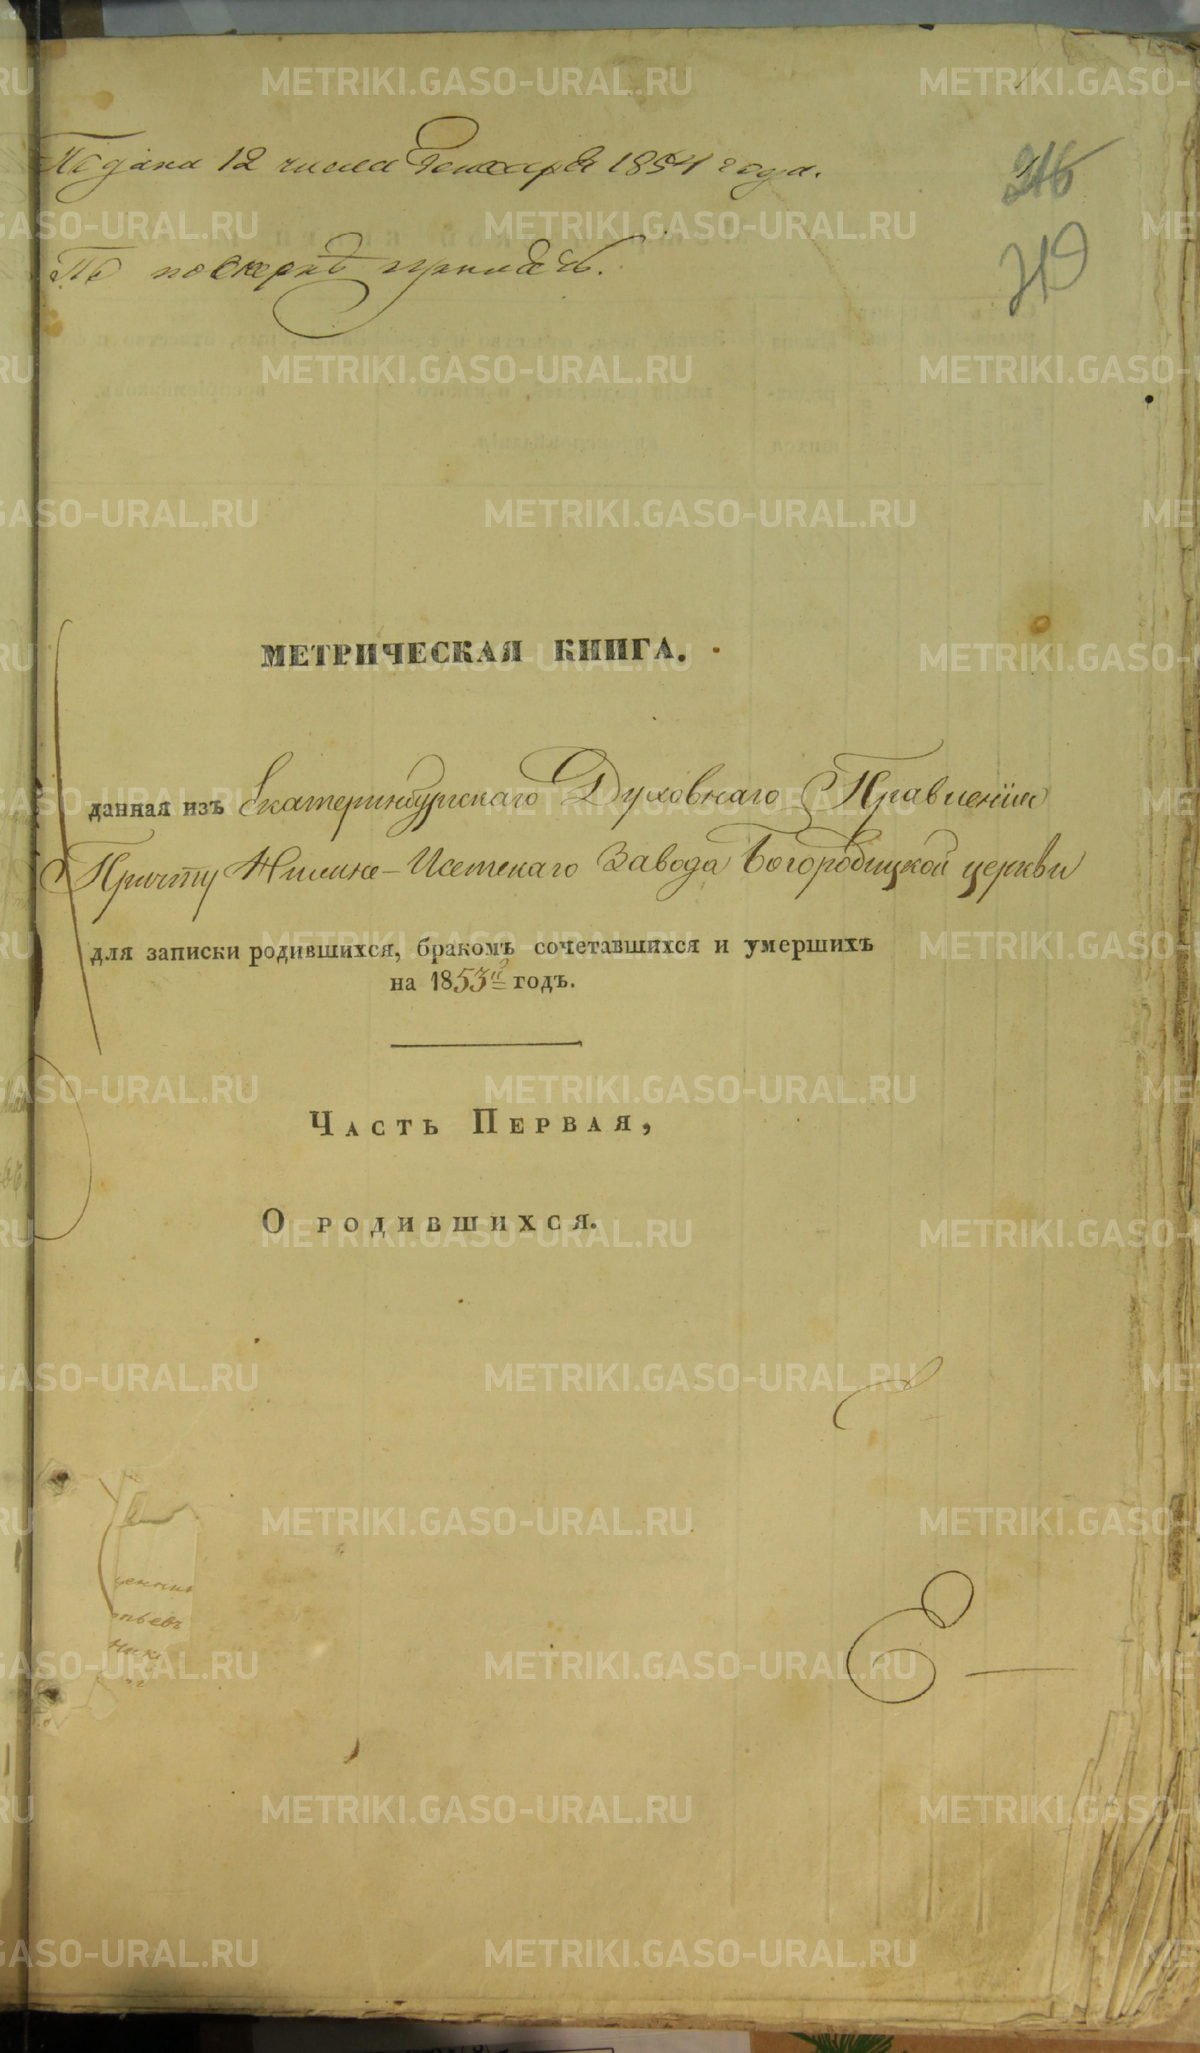 Подана 12 числа Генваря 1854 года.
По поверкѣ принять.
216
219
МЕТРИЧЕСКАЯ КНИГА.
данная изъ Екатеринбургскаго Духовнаго Правленія
Причту Нижне-Исетскаго Завода Богородицкой церкви
для записки родившихся, бракомъ сочетавшихся и умершихъ
на 1853й годъ.
Часть Первая,
О родившихся.
METRIKI.GASO-URAL.RU